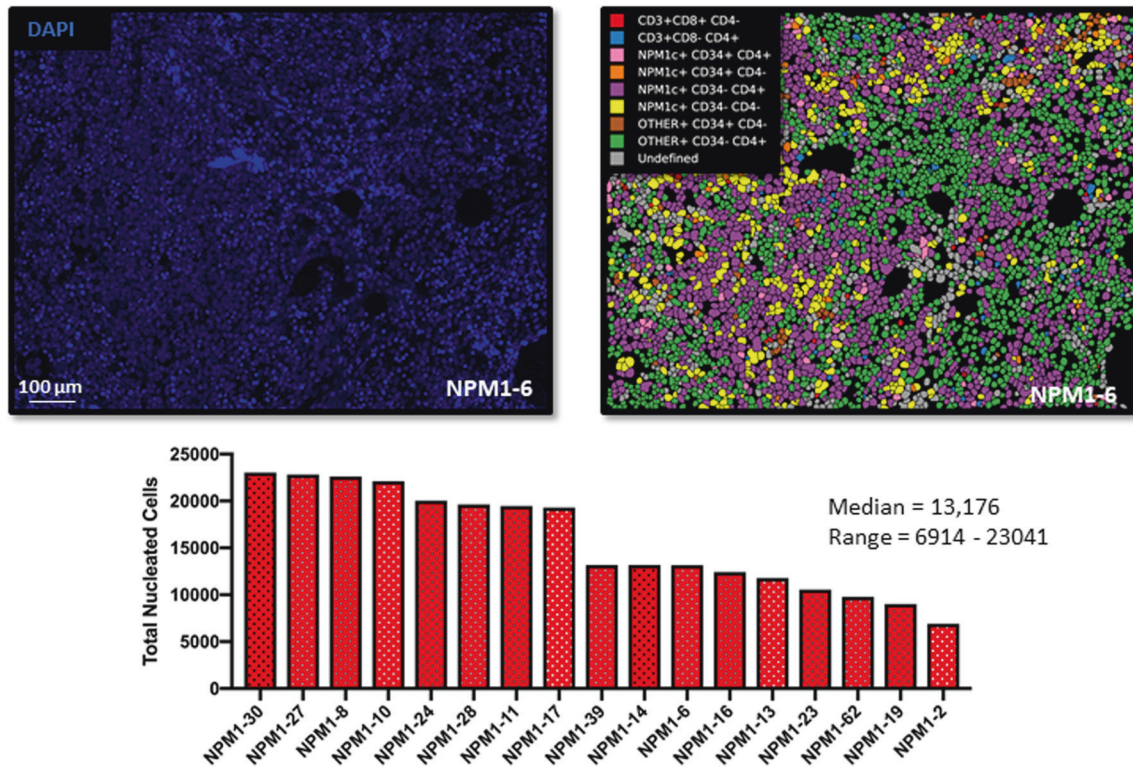 DAPI
100 μm
NPM1-6
CD3+CD8+ CD4-
CD3+CD8- CD4+
NPM1c+ CD34+ CD4+
NPM1c+ CD34+ CD4-
NPM1c+ CD34- CD4+
NPM1c+ CD34- CD4-
OTHER+ CD34+ CD4-
OTHER+ CD34- CD4+
Undefined
NPM1-6
Total Nucleated Cells
25000
20000
15000
10000
5000
0
Median = 13,176
Range = 6914 - 23041
NPM1-30
NPM1-27
NPM1-8
NPM1-10
NPM1-24
NPM1-28
NPM1-11
NPM1-17
NPM1-39
NPM1-14
NPM1-6
NPM1-16
NPM1-13
NPM1-23
NPM1-62
NPM1-19
NPM1-2